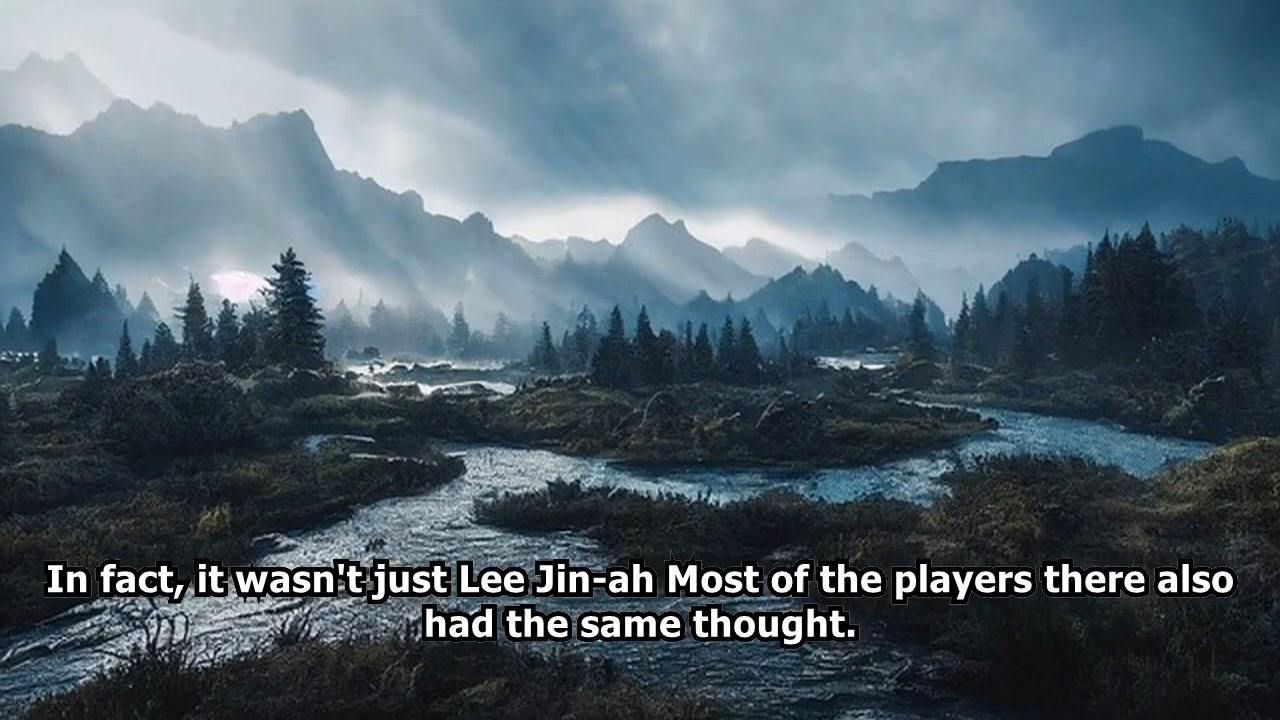 In fact, it wasn't just Lee Jin-ah Most of the players there also
had the same thought.